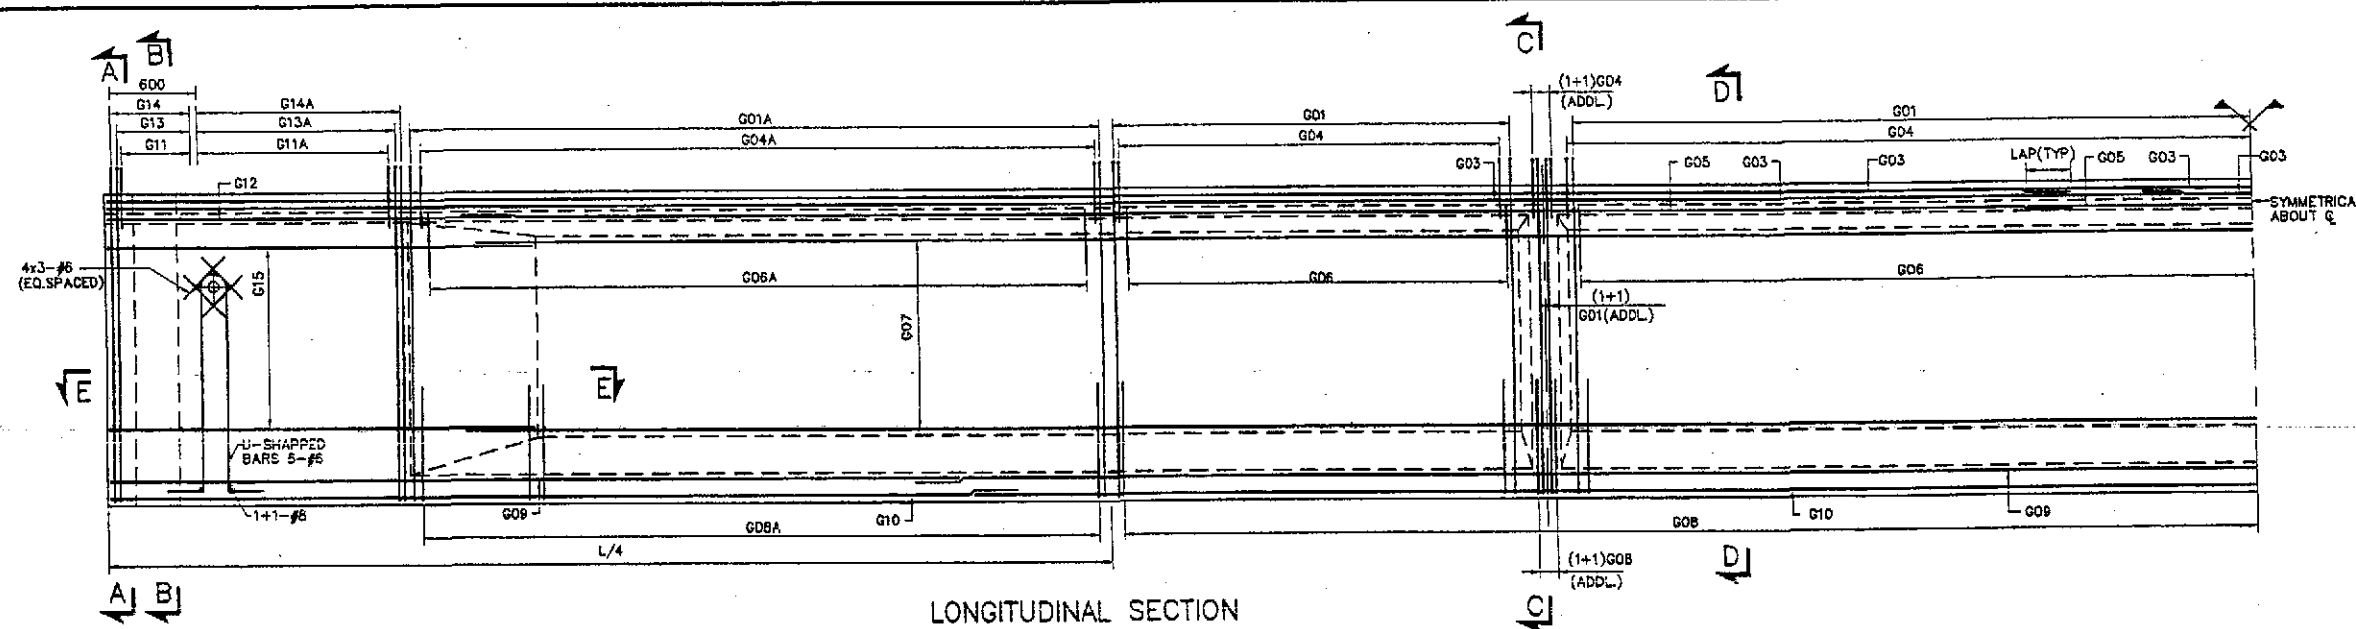 A
B
C
D
600
G14
G14A
G13
G13A
G11
G11A
G12
G01A
G04A
G01
G04
(1+1)G04
(ADDL.)
G01
G04
G03
G05
G03
G03
LAP(TYP)
G05
G03
G03
SYMMETRICA
ABOUT ℄
4x3-#6
(EQ.SPACED)
G15
G06A
G07
G06
G06
(1+1)
G01(ADDL.)
E
E
U-SHAPPED
BARS 5-#6
1+1-#8
G09
G10
G08A
G10
G09
G08
L/4
(1+1)G08
(ADDL.)
A
B
C
D
LONGITUDINAL SECTION